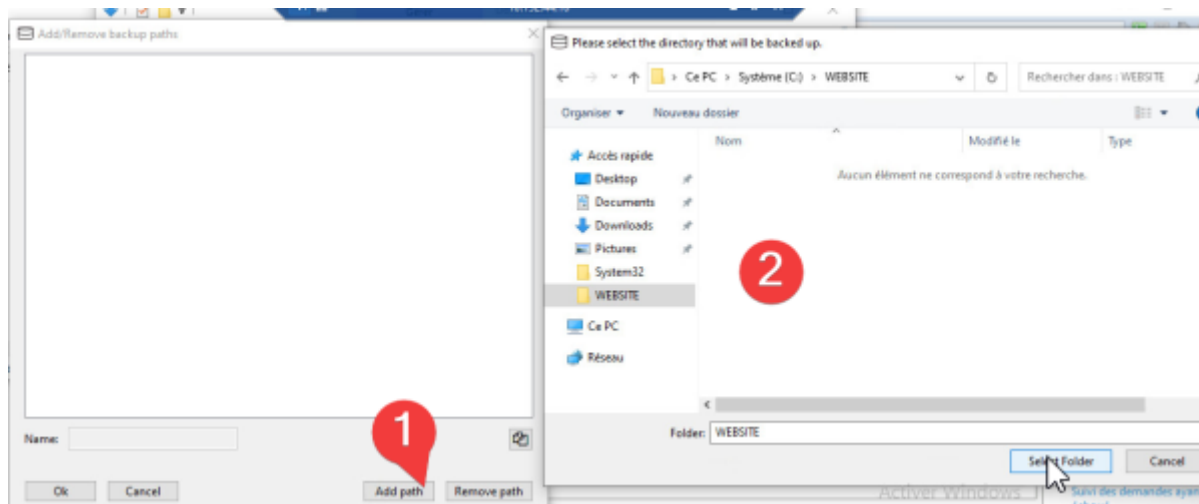 Add/Remove backup paths
Name:
1
Ok
Cancel
Add path
Remove path
Please select the directory that will be backed up.
Ce PC > Système (C:) > WEBSITE
Rechercher dans : WEBSITE
Organiser
Nouveau dossier
Nom
Modifié le
Type
Aucun élément ne correspond à votre recherche.
Accès rapide
Desktop
Documents
Downloads
Pictures
System32
WEBSITE
Ce PC
Réseau
2
Folder: WEBSITE
Select Folder
Cancel
Activer Windows
Suivi des demandes ayan